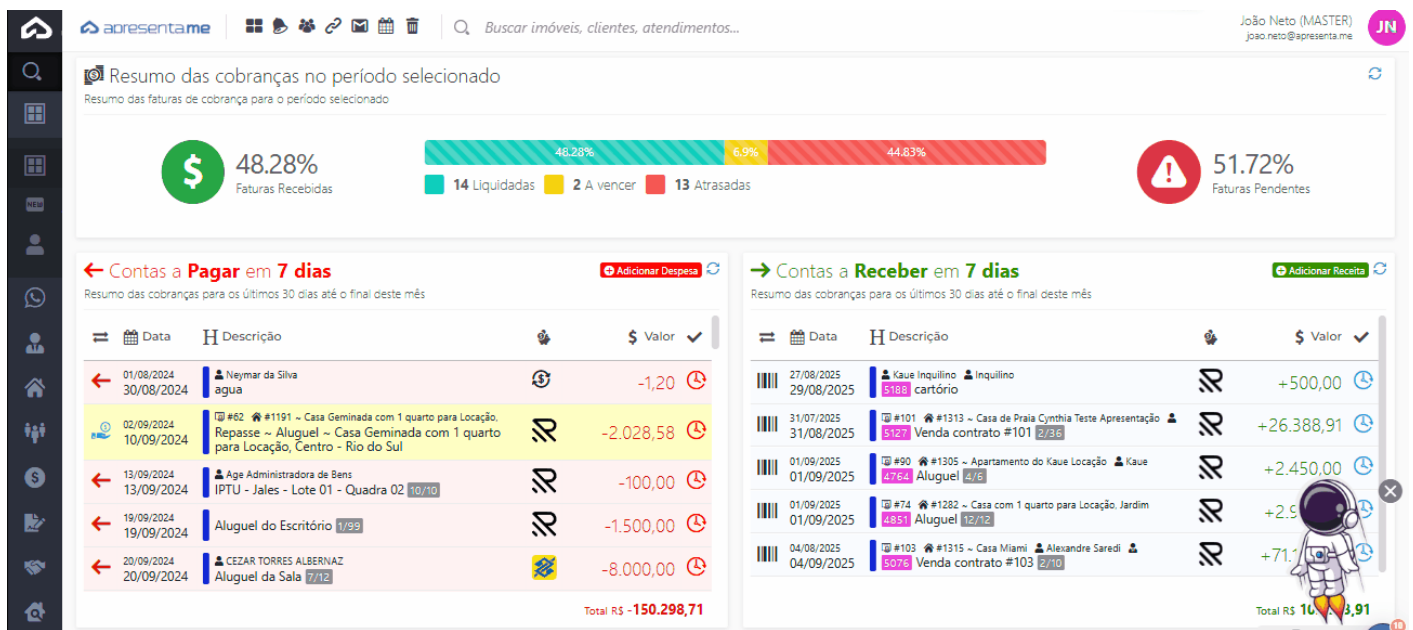 apresentame
Buscar imóveis, clientes, atendimentos...
João Neto (MASTER)
joao.neto@apresenta.me
JN
NEW
Resumo das cobranças no período selecionado
Resumo das faturas de cobrança para o período selecionado
48.28%
Faturas Recebidas
48.28% 6.9% 44.83%
14 Liquidadas 2 A vencer 13 Atrasadas
51.72%
Faturas Pendentes
Contas a Pagar em 7 dias
Adicionar Despesa
Resumo das cobranças para os últimos 30 dias até o final deste mês
Data Descrição $ Valor
01/08/2024 Neymar da Silva
30/08/2024 agua -1,20
02/09/2024 #62 #1191 ~ Casa Geminada com 1 quarto para Locação,
10/09/2024 Repasse ~ Aluguel ~ Casa Geminada com 1 quarto -2.028,58
para Locação, Centro - Rio do Sul
13/09/2024 Age Administradora de Bens
13/09/2024 IPTU - Jales - Lote 01 - Quadra 02 10/10 -100,00
19/09/2024
19/09/2024 Aluguel do Escritório 1/99 -1.500,00
20/09/2024 CEZAR TORRES ALBERNAZ
20/09/2024 Aluguel da Sala 7/12 -8.000,00
Total R$ -150.298,71
Contas a Receber em 7 dias
Adicionar Receita
Resumo das cobranças para os últimos 30 dias até o final deste mês
Data Descrição $ Valor
27/08/2025 Kaue Inquilino Inquilino
29/08/2025 5188 cartório +500,00
31/07/2025 #101 #1313 ~ Casa de Praia Cynthia Teste Apresentação
31/08/2025 5127 Venda contrato #101 2/36 +26.388,91
01/09/2025 #90 #1305 ~ Apartamento do Kaue Locação Kaue
01/09/2025 4764 Aluguel 4/6 +2.450,00
01/09/2025 #74 #1282 ~ Casa com 1 quarto para Locação, Jardim
01/09/2025 4851 Aluguel 12/12
04/08/2025 #103 #1315 ~ Casa Miami Alexandre Saredi
04/09/2025 5076 Venda contrato #103 2/10
Total R$
18